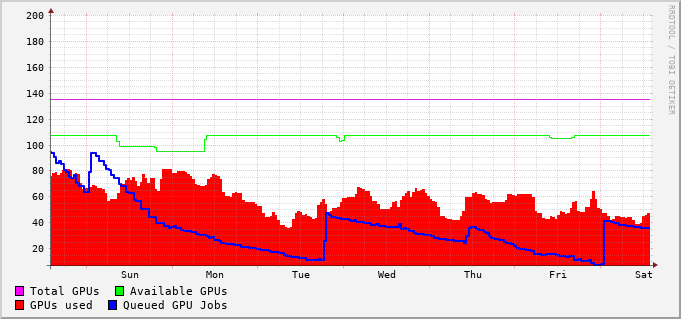 200
180
160
140
120
100
80
60
40
20
Sun Mon Tue Wed Thu Fri Sat
Total GPUs Available GPUs
GPUs used Queued GPU Jobs
RRDTOOL / TOBI OETIKER